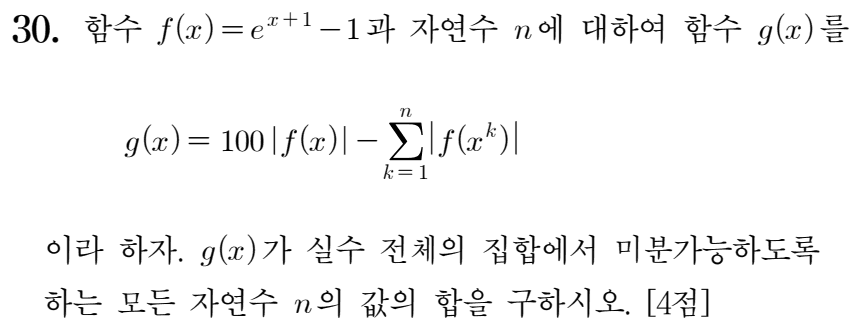 30. 함수 f(x)=e^{x+1}-1과 자연수 n에 대하여 함수 g(x)를
g(x)= 100|f(x)| - \sum_{k=1}^{n} |f(x^k)|
이라 하자. g(x)가 실수 전체의 집합에서 미분가능하도록
하는 모든 자연수 n의 값의 합을 구하시오. [4점]